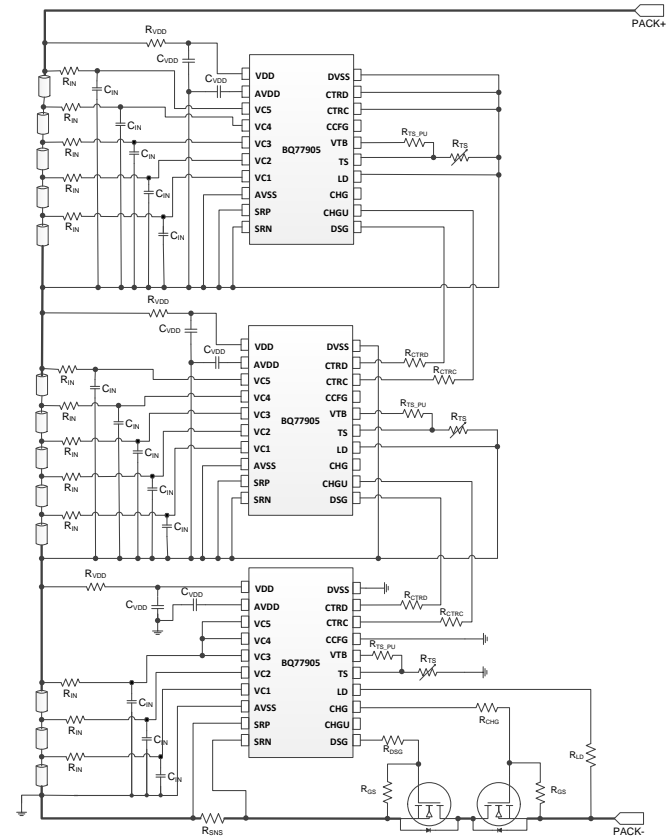 PACK+
RVDD
CVDD
CVDD
RIN
CIN
RIN
CIN
RIN
CIN
RIN
CIN
RIN
CIN
VDD
AVDD
VC5
VC4
VC3
VC2
VC1
AVSS
SRP
SRN
BQ77905
DVSS
CTRD
CTRC
CCFG
VTB
TS
LD
CHG
CHGU
DSG
RTS_PU
RTS
RVDD
CVDD
CVDD
RIN
CIN
RIN
CIN
RIN
CIN
RIN
CIN
RIN
CIN
VDD
AVDD
VC5
VC4
VC3
VC2
VC1
AVSS
SRP
SRN
BQ77905
DVSS
CTRD
CTRC
CCFG
VTB
TS
LD
CHG
CHGU
DSG
RCTRD
RCTRC
RTS_PU
RTS
RVDD
CVDD
CVDD
RIN
CIN
RIN
CIN
RIN
CIN
VDD
AVDD
VC5
VC4
VC3
VC2
VC1
AVSS
SRP
SRN
BQ77905
DVSS
CTRD
CTRC
CCFG
VTB
TS
LD
CHG
CHGU
DSG
RCTRD
RCTRC
RTS_PU
RTS
RCHG
RDSG
RLD
RGS
RGS
RSNS
PACK-